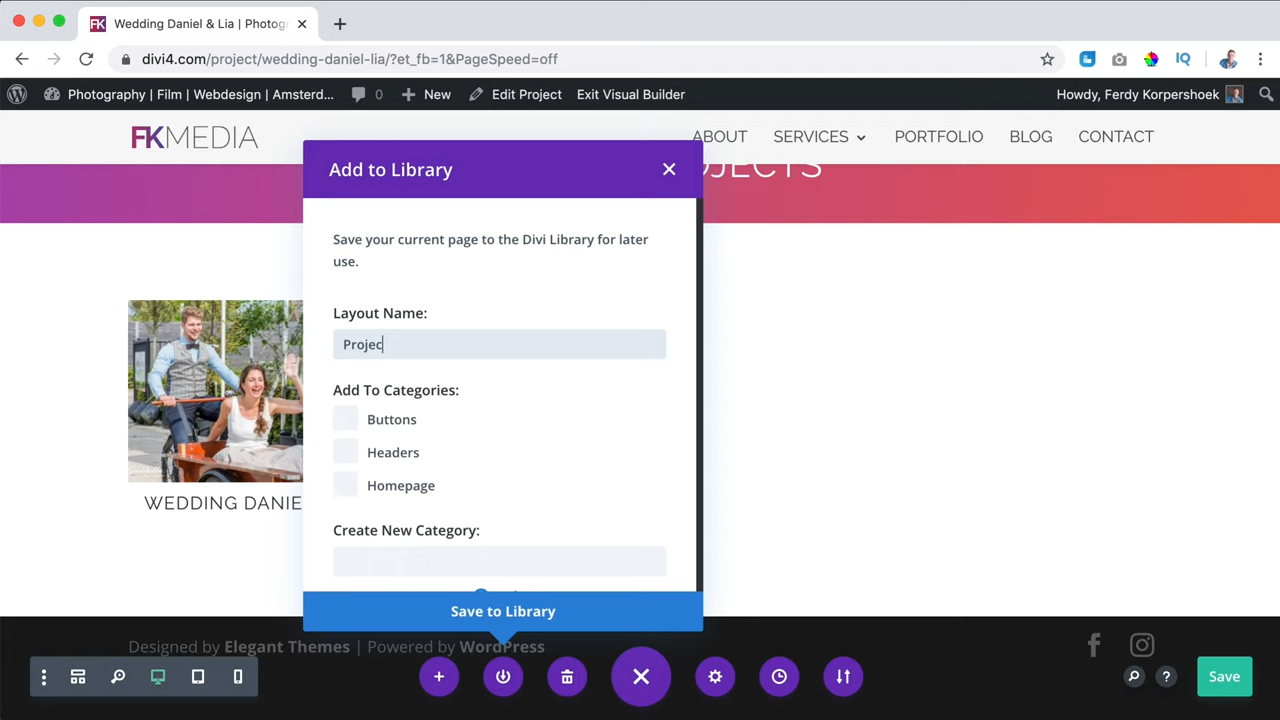 FK Wedding Daniel & Lia | Photog
divi4.com/project/wedding-daniel-lia/?et_fb=1&PageSpeed=off
IQ
Photography | Film | Webdesign | Amsterd... 0 New Edit Project Exit Visual Builder Howdy, Ferdy Korpershoek
FKMEDIA ABOUT SERVICES PORTFOLIO BLOG CONTACT
Add to Library
Save your current page to the Divi Library for later
use.
Layout Name:
Projec
Add To Categories:
Buttons
Headers
Homepage
WEDDING DANIE
Create New Category:
Save to Library
Designed by Elegant Themes | Powered by WordPress
? Save